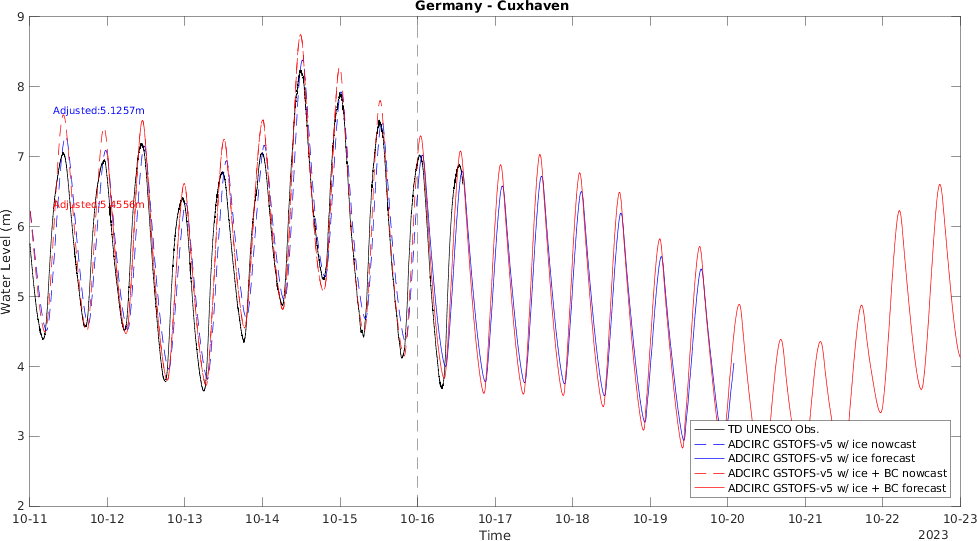 Germany - Cuxhaven
9
8
7
6
5
4
3
2
Water Level (m)
Adjusted:5.1257m
Adjusted:5.4556m
TD UNESCO Obs.
ADCIRC GSTOFS-v5 w/ ice nowcast
ADCIRC GSTOFS-v5 w/ ice forecast
ADCIRC GSTOFS-v5 w/ ice + BC nowcast
ADCIRC GSTOFS-v5 w/ ice + BC forecast
10-11 10-12 10-13 10-14 10-15 10-16 10-17 10-18 10-19 10-20 10-21 10-22 10-23
Time
2023